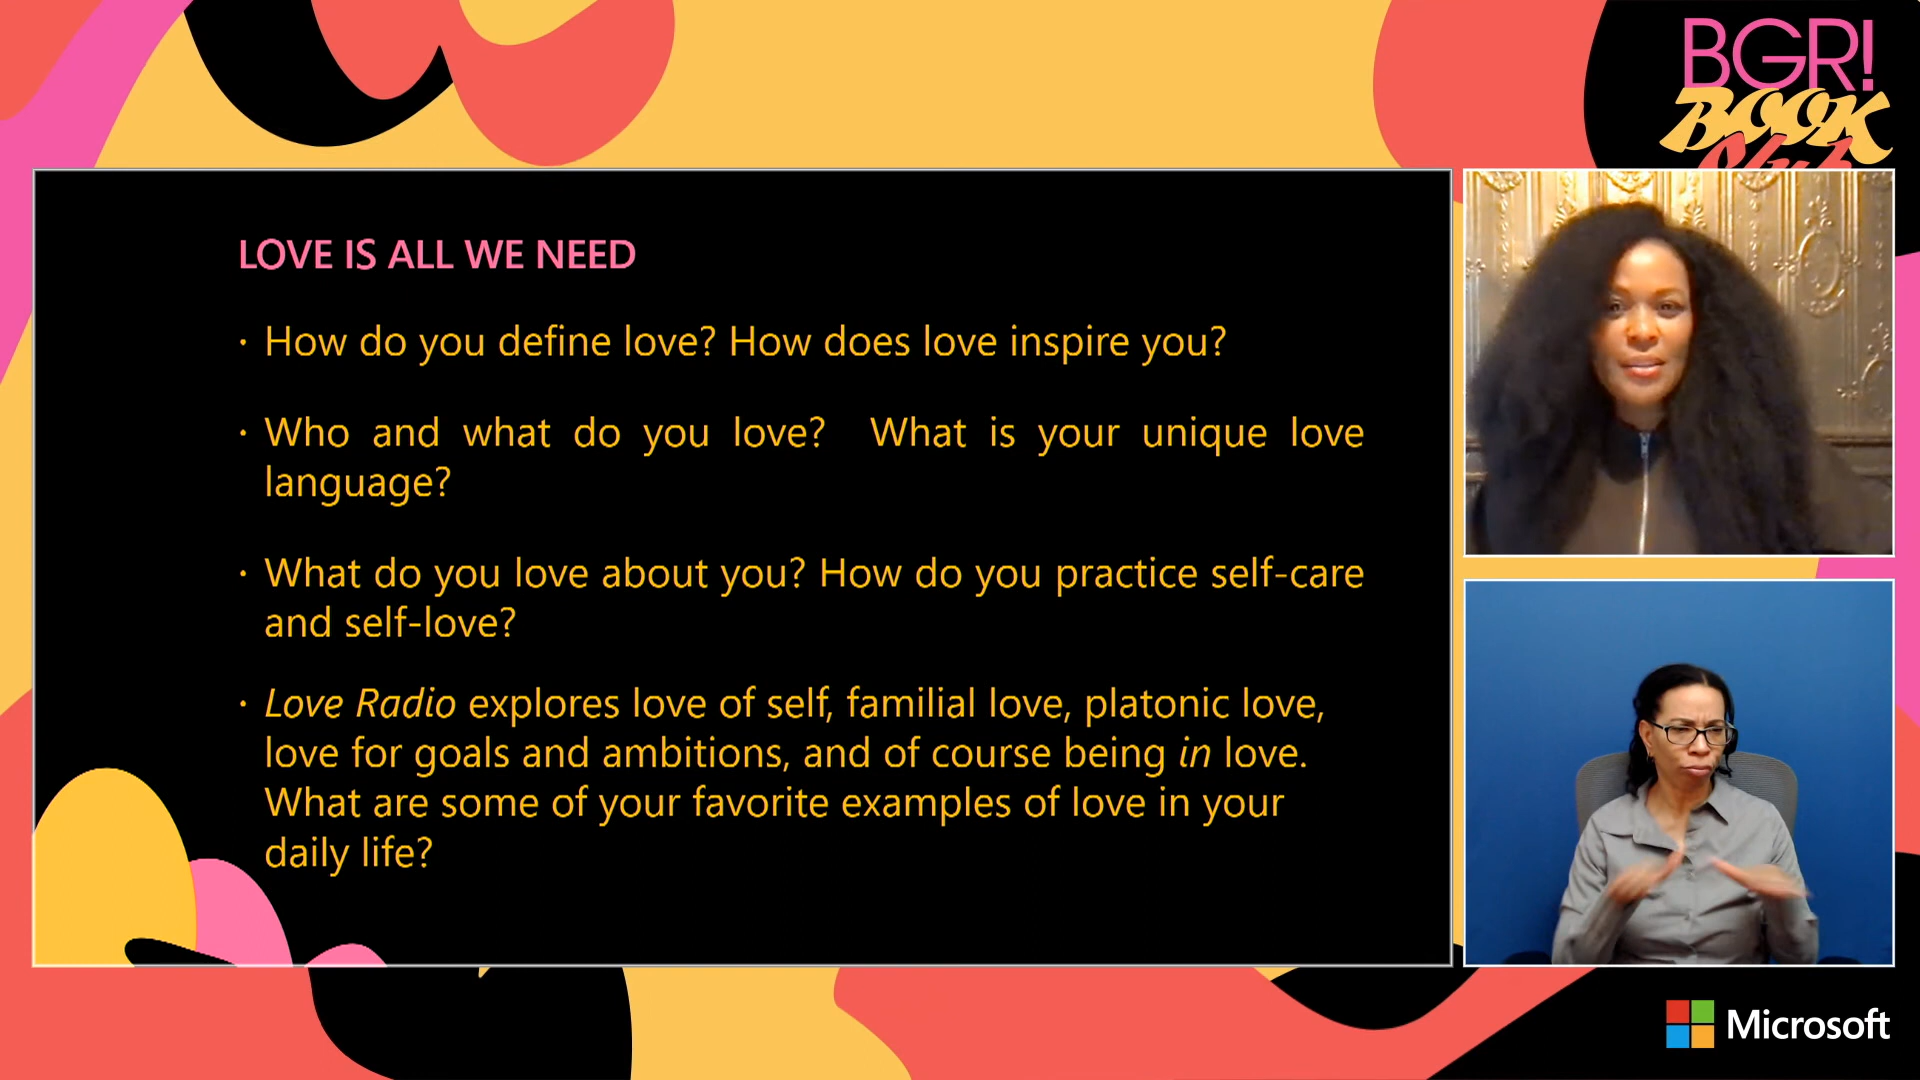 BGR!
BOOK
Club
LOVE IS ALL WE NEED
· How do you define love? How does love inspire you?
· Who and what do you love? What is your unique love
language?
· What do you love about you? How do you practice self-care
and self-love?
· Love Radio explores love of self, familial love, platonic love,
love for goals and ambitions, and of course being in love.
What are some of your favorite examples of love in your
daily life?
Microsoft